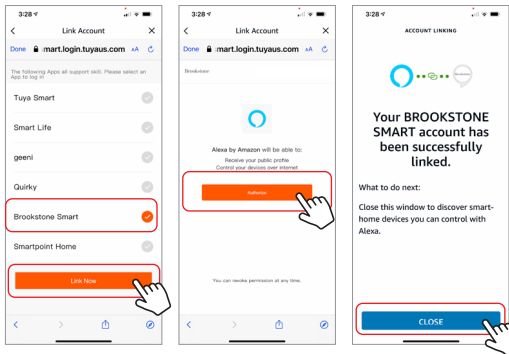 3:28
Link Account
Done mart.login.tuyaus.com AA
The following Apps all support skill. Please select an
App to log in
Tuya Smart
Smart Life
geeni
Quirky
Brookstone Smart
Smartpoint Home
Link Now
3:28
Link Account
Done mart.login.tuyaus.com AA
Brookstone
Alexa by Amazon will be able to:
Receive your public profile
Control your devices over internet
Authorize
You can revoke permission at any time.
3:28
ACCOUNT LINKING
Brookstone
Your BROOKSTONE
SMART account has
been successfully
linked.
What to do next:
Close this window to discover smart-
home devices you can control with
Alexa.
CLOSE